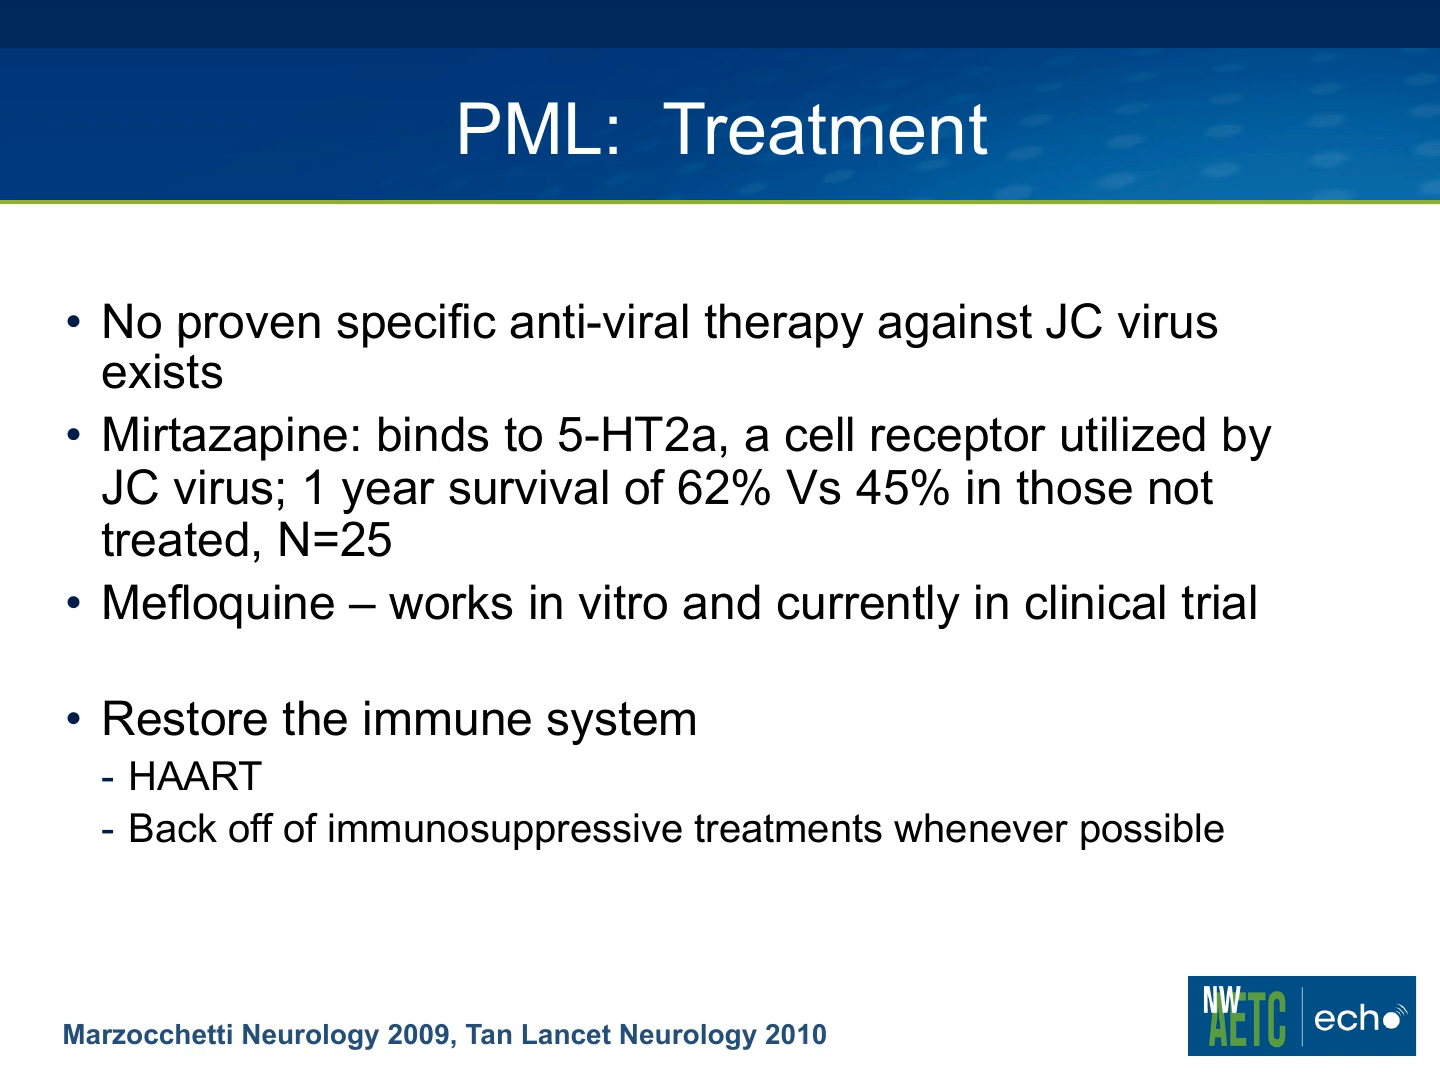 PML:  Treatment
• No proven specific anti-viral therapy against JC virus
exists
• Mirtazapine: binds to 5-HT2a, a cell receptor utilized by
JC virus; 1 year survival of 62% Vs 45% in those not
treated, N=25
• Mefloquine – works in vitro and currently in clinical trial
• Restore the immune system
- HAART
- Back off of immunosuppressive treatments whenever possible
Marzocchetti Neurology 2009, Tan Lancet Neurology 2010
NW
AETC
echo